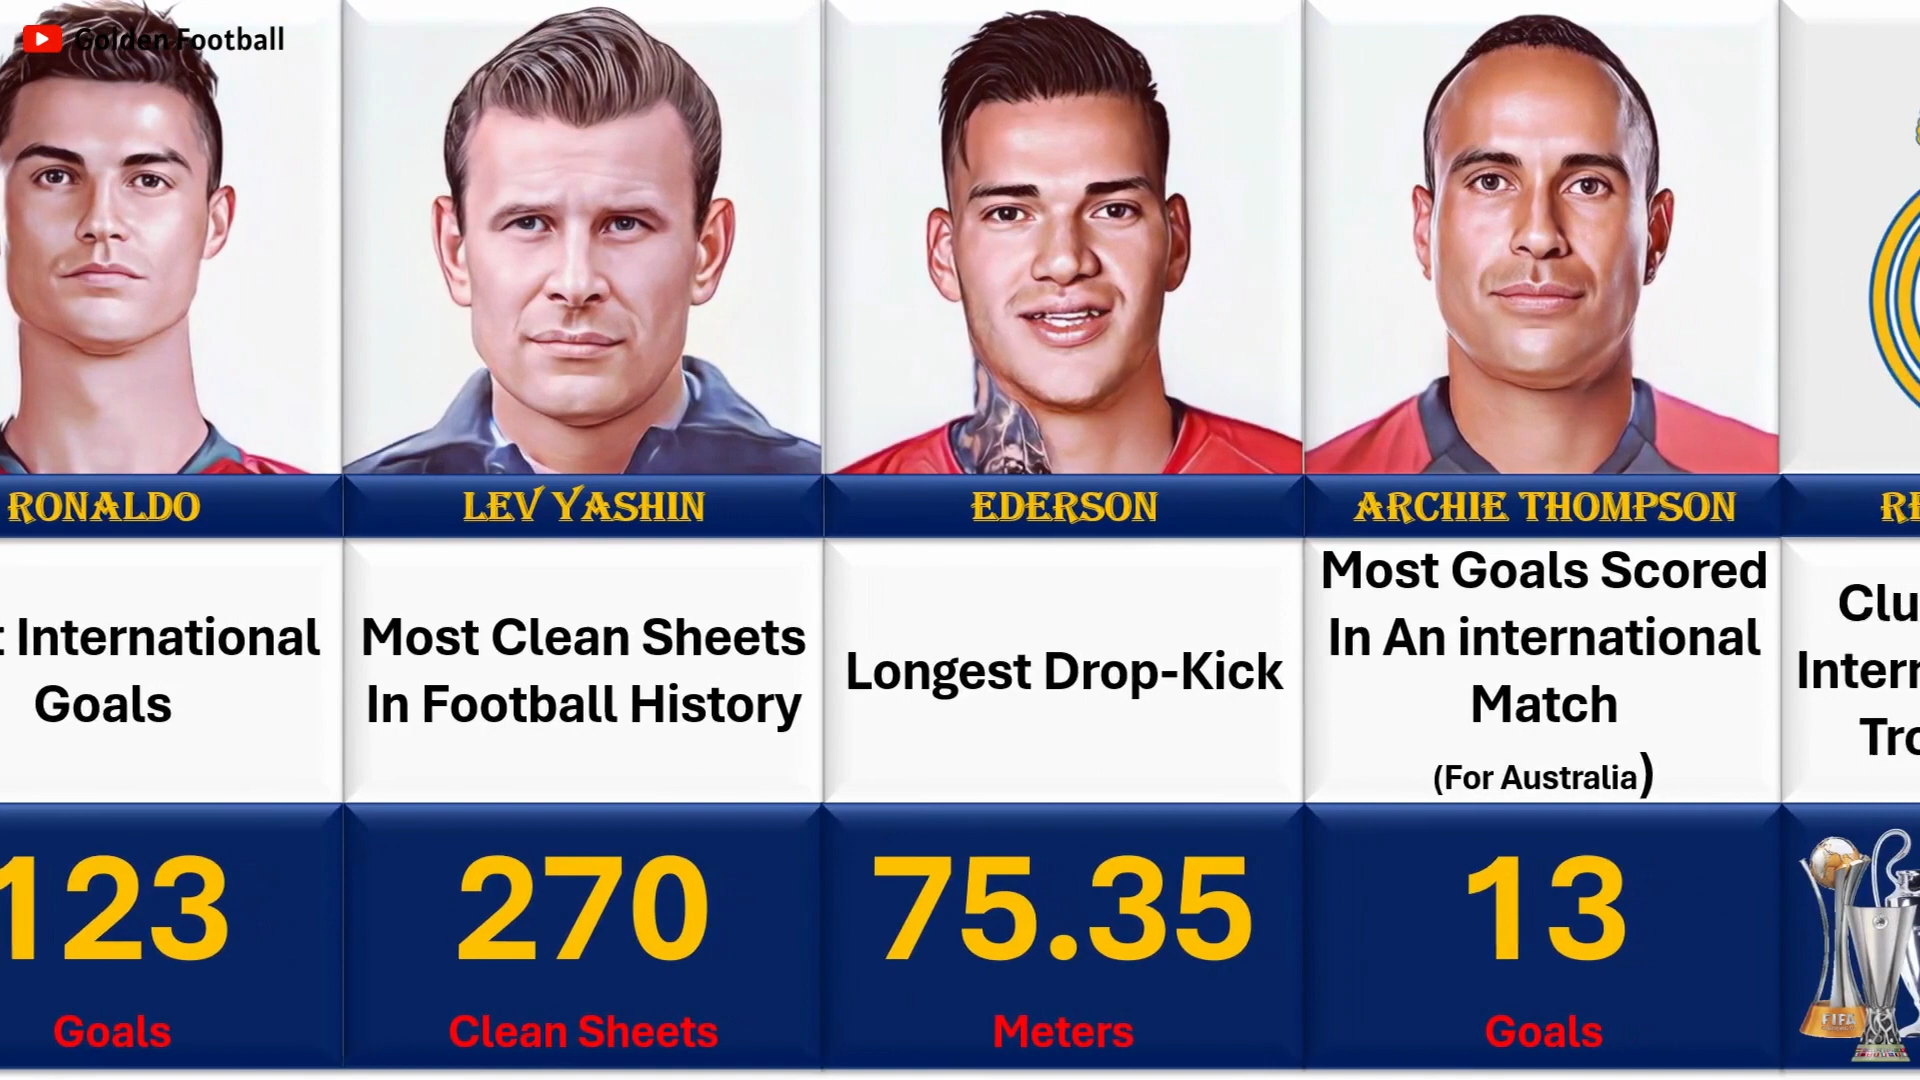 Golden Football
RONALDO
International
Goals
123
Goals
LEV YASHIN
Most Clean Sheets
In Football History
270
Clean Sheets
EDERSON
Longest Drop-Kick
75.35
Meters
ARCHIE THOMPSON
Most Goals Scored
In An international
Match
(For Australia)
13
Goals
FIFA